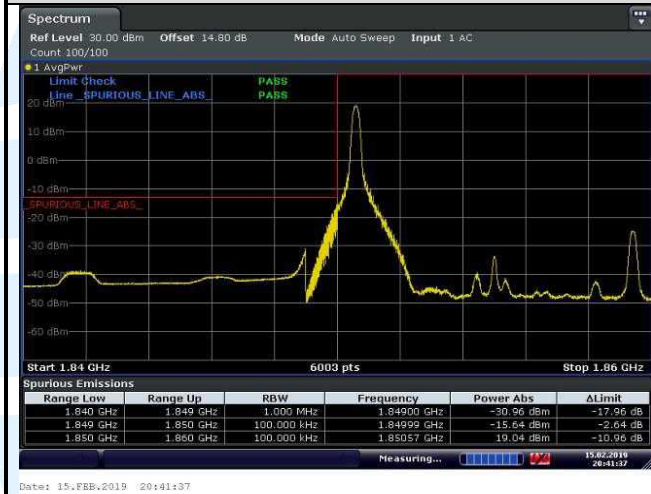 Spectrum
Ref Level 30.00 dBm Offset 14.80 dB Mode Auto Sweep Input 1 AC
Count 100/100
1 AvgPwr
Limit Check PASS
Line _SPURIOUS_LINE_ABS_ PASS
20 dBm
10 dBm
0 dBm
-10 dBm
_SPURIOUS_LINE_ABS_
-20 dBm
-30 dBm
-40 dBm
-50 dBm
-60 dBm
Start 1.84 GHz 6003 pts Stop 1.86 GHz
Spurious Emissions
Range Low Range Up RBW Frequency Power Abs ΔLimit
1.840 GHz 1.849 GHz 1.000 MHz 1.84900 GHz -30.96 dBm -17.96 dB
1.849 GHz 1.850 GHz 100.000 kHz 1.84999 GHz -15.64 dBm -2.64 dB
1.850 GHz 1.860 GHz 100.000 kHz 1.85057 GHz 19.04 dBm -10.96 dB
Measuring... 15.02.2019
20:41:37
Date: 15.FEB.2019 20:41:37